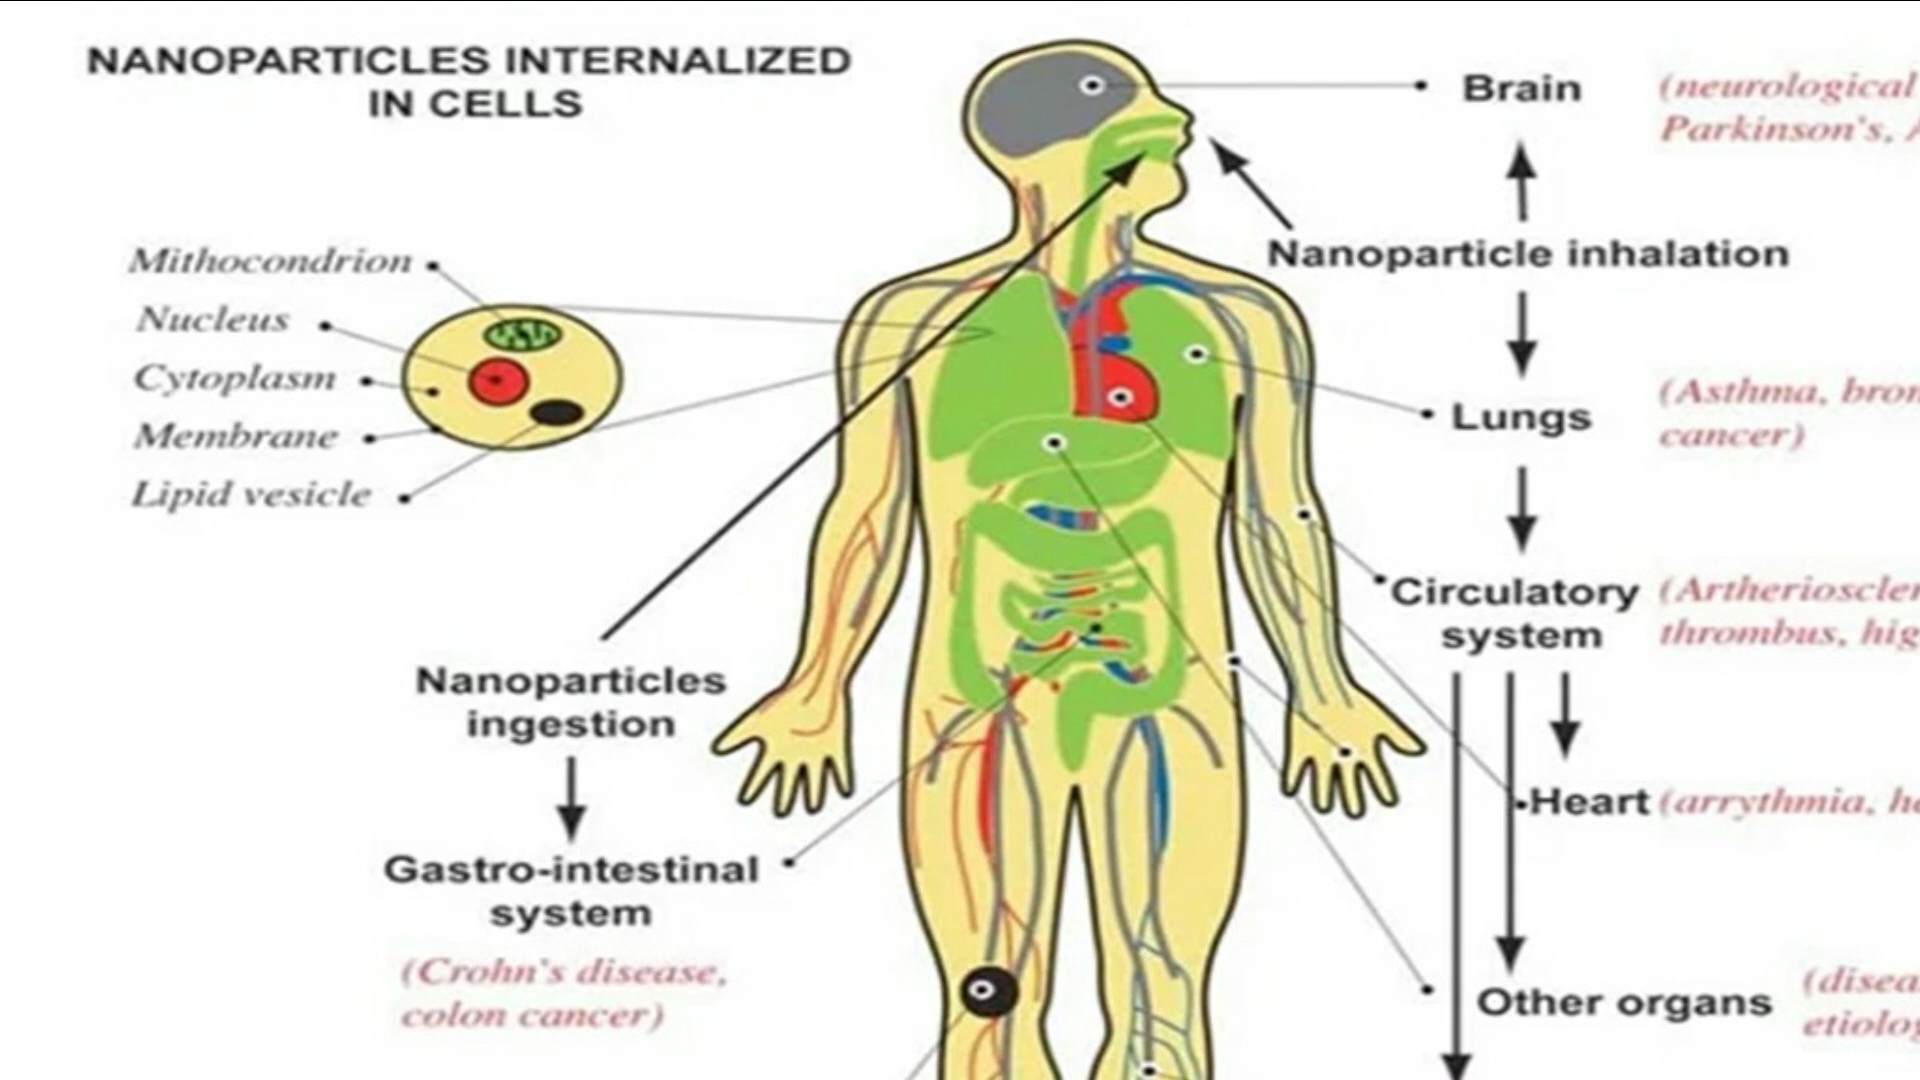 NANOPARTICLES INTERNALIZED
IN CELLS
Mithocondrion
Nucleus
Cytoplasm
Membrane
Lipid vesicle
Nanoparticles
ingestion
Gastro-intestinal
system
(Crohn's disease,
colon cancer)
Brain
(neurological
Parkinson's,
Nanoparticle inhalation
Lungs
(Asthma,
cancer)
Circulatory
system
thrombus,
Heart
(arrythmia,
Other organs